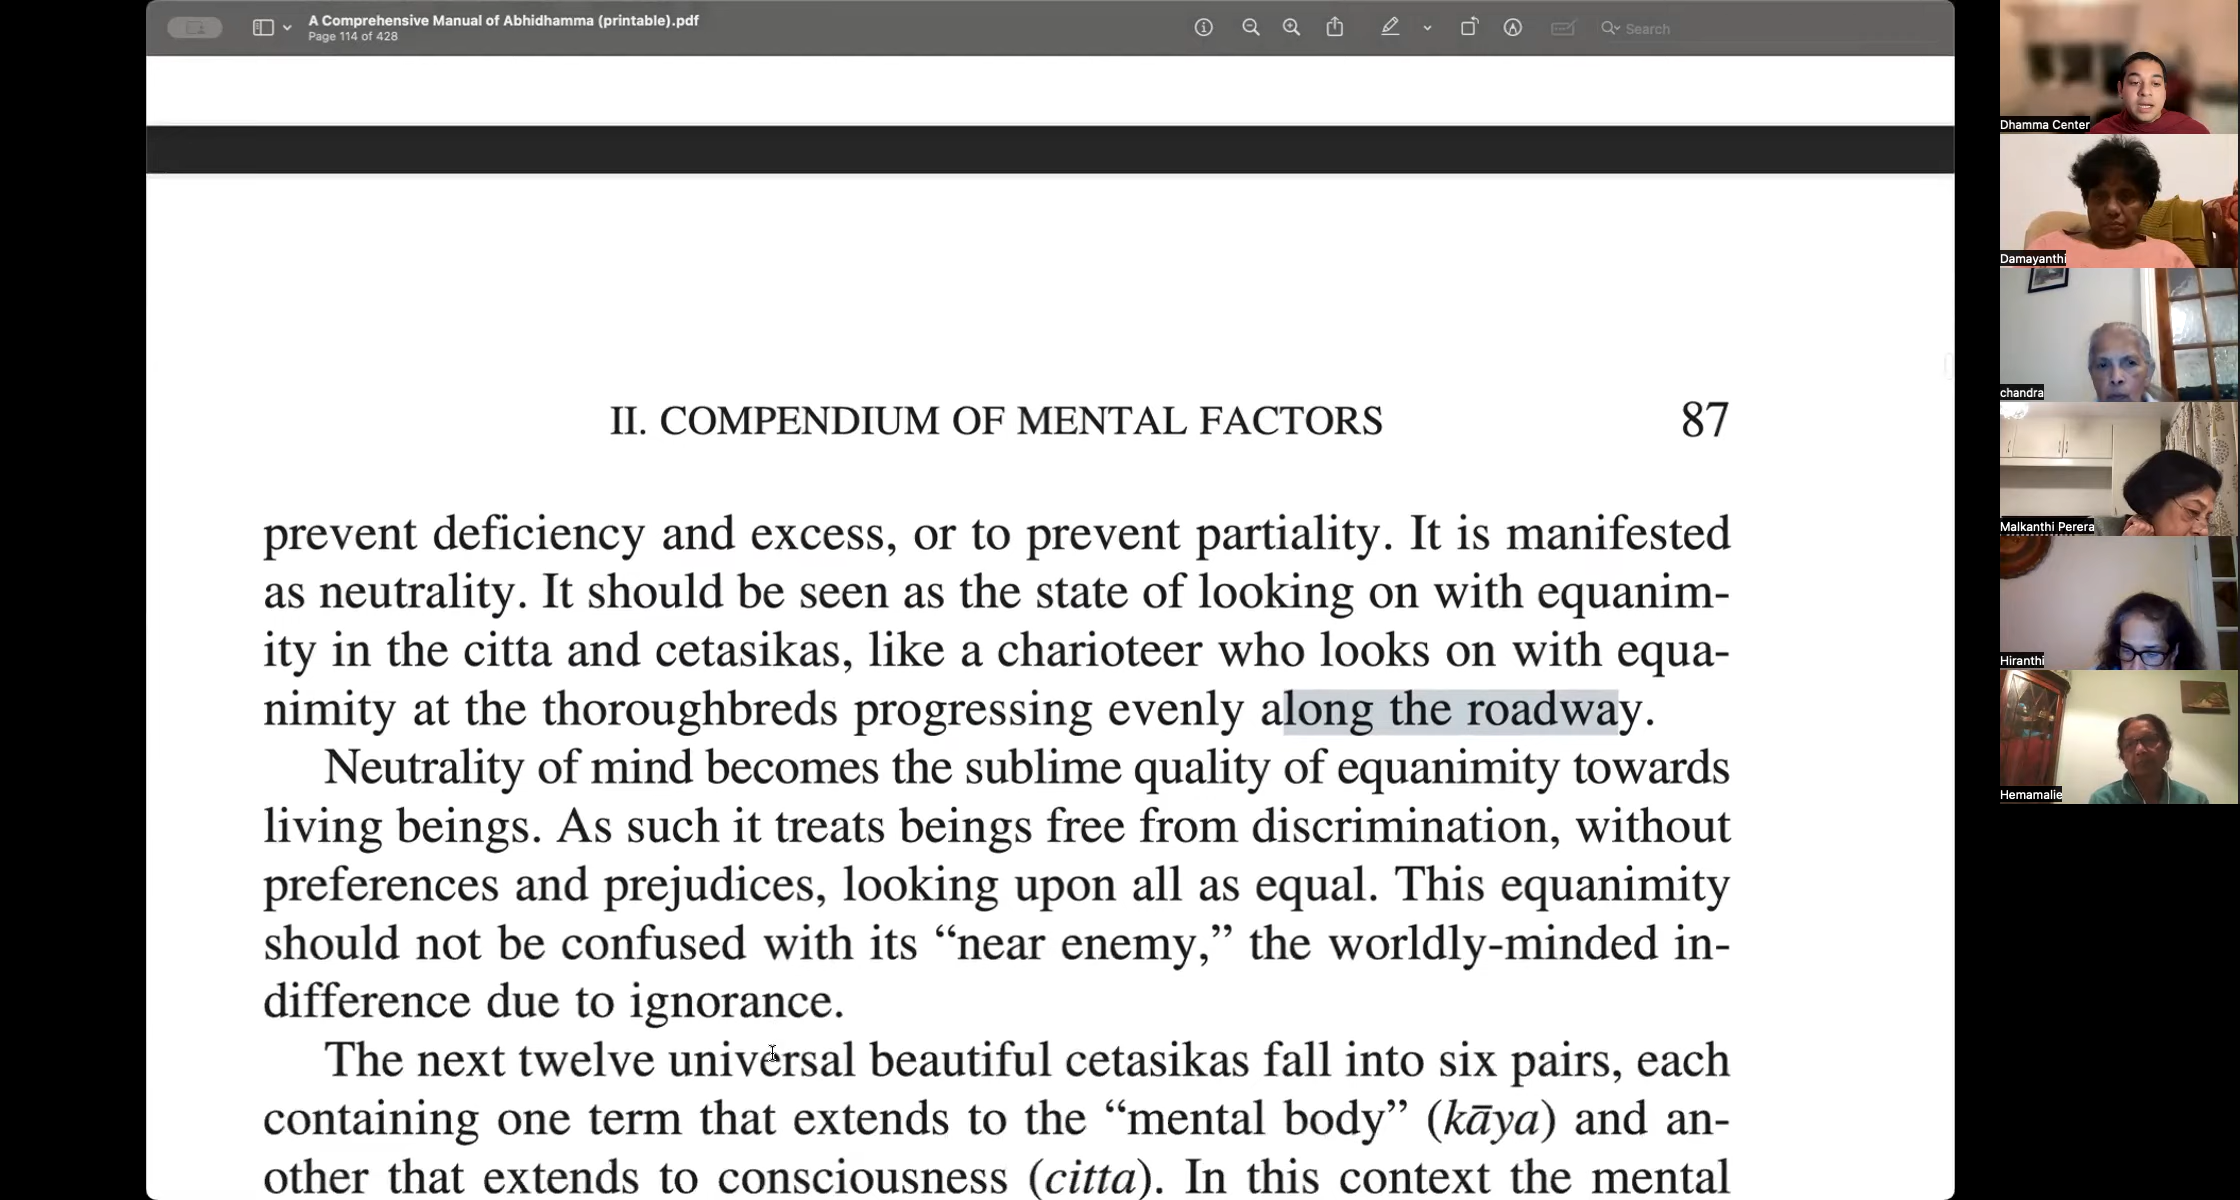 A Comprehensive Manual of Abhidhamma (printable).pdf
Page 114 of 428
Search
II. COMPENDIUM OF MENTAL FACTORS 87
prevent deficiency and excess, or to prevent partiality. It is manifested
as neutrality. It should be seen as the state of looking on with equanim-
ity in the citta and cetasikas, like a charioteer who looks on with equa-
nimity at the thoroughbreds progressing evenly along the roadway.
Neutrality of mind becomes the sublime quality of equanimity towards
living beings. As such it treats beings free from discrimination, without
preferences and prejudices, looking upon all as equal. This equanimity
should not be confused with its “near enemy,” the worldly-minded in-
difference due to ignorance.
The next twelve universal beautiful cetasikas fall into six pairs, each
containing one term that extends to the “mental body” (kāya) and an-
other that extends to consciousness (citta). In this context the mental
Dhamma Center
Damayanthi
chandra
Malkanthi Perera
Hiranthi
Hemamalie